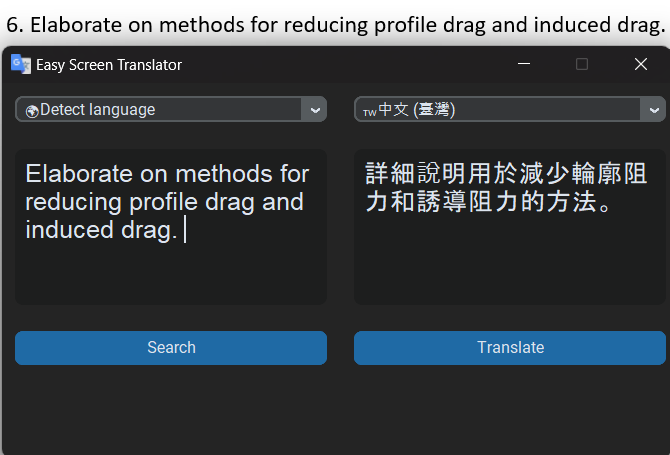 6. Elaborate on methods for reducing profile drag and induced drag.
Easy Screen Translator
Detect language
TW中文 (臺灣)
Elaborate on methods for
reducing profile drag and
induced drag.
詳細說明用於減少輪廓阻
力和誘導阻力的方法。
Search
Translate